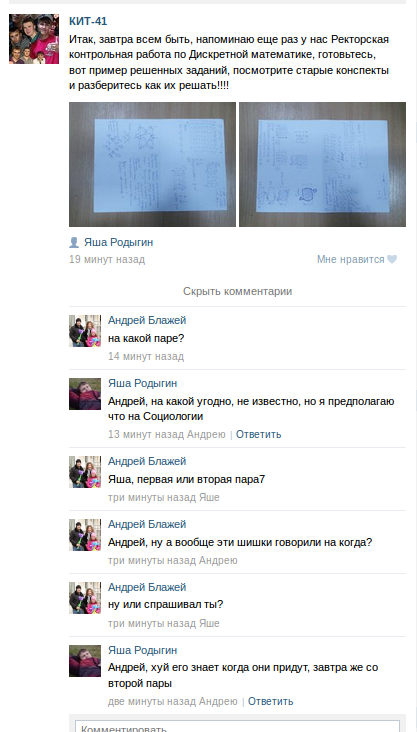 КИТ-41
Итак, завтра всем быть, напоминаю еще раз у нас Ректорская
контрольная работа по Дискретной математике, готовьтесь,
вот пример решенных заданий, посмотрите старые конспекты
и разберитесь как их решать!!!!
Яша Родыгин
19 минут назад
Мне нравится
Скрыть комментарии
Андрей Блажей
на какой паре?
14 минут назад
Яша Родыгин
Андрей, на какой угодно, не известно, но я предполагаю
что на Социологии
13 минут назад Андрею | Ответить
Андрей Блажей
Яша, первая или вторая пара7
три минуты назад Яше
Андрей Блажей
Андрей, ну а вообще эти шишки говорили на когда?
три минуты назад Андрею
Андрей Блажей
ну или спрашивал ты?
три минуты назад Яше
Яша Родыгин
Андрей, хуй его знает когда они придут, завтра же со
второй пары
две минуты назад Андрею | Ответить
Комментировать